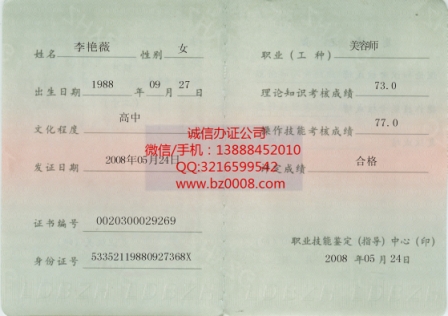 姓名 李艳薇 性别 女
出生日期 1988 年 09 月 27 日
文化程度 高中
发证日期 2008年05月24日
证书编号 0020300029269
身份证号 53352119880927368X
职业(工 种) 美容师
理论知识考核成绩 73.0
操作技能考核成绩 77.0
评定成绩 合格
职业技能鉴定(指导)中心(印)
2008 年 05 月 24 日
诚信办证公司
微信/手机:13888452010
QQ:3216599542
www.bz0008.com